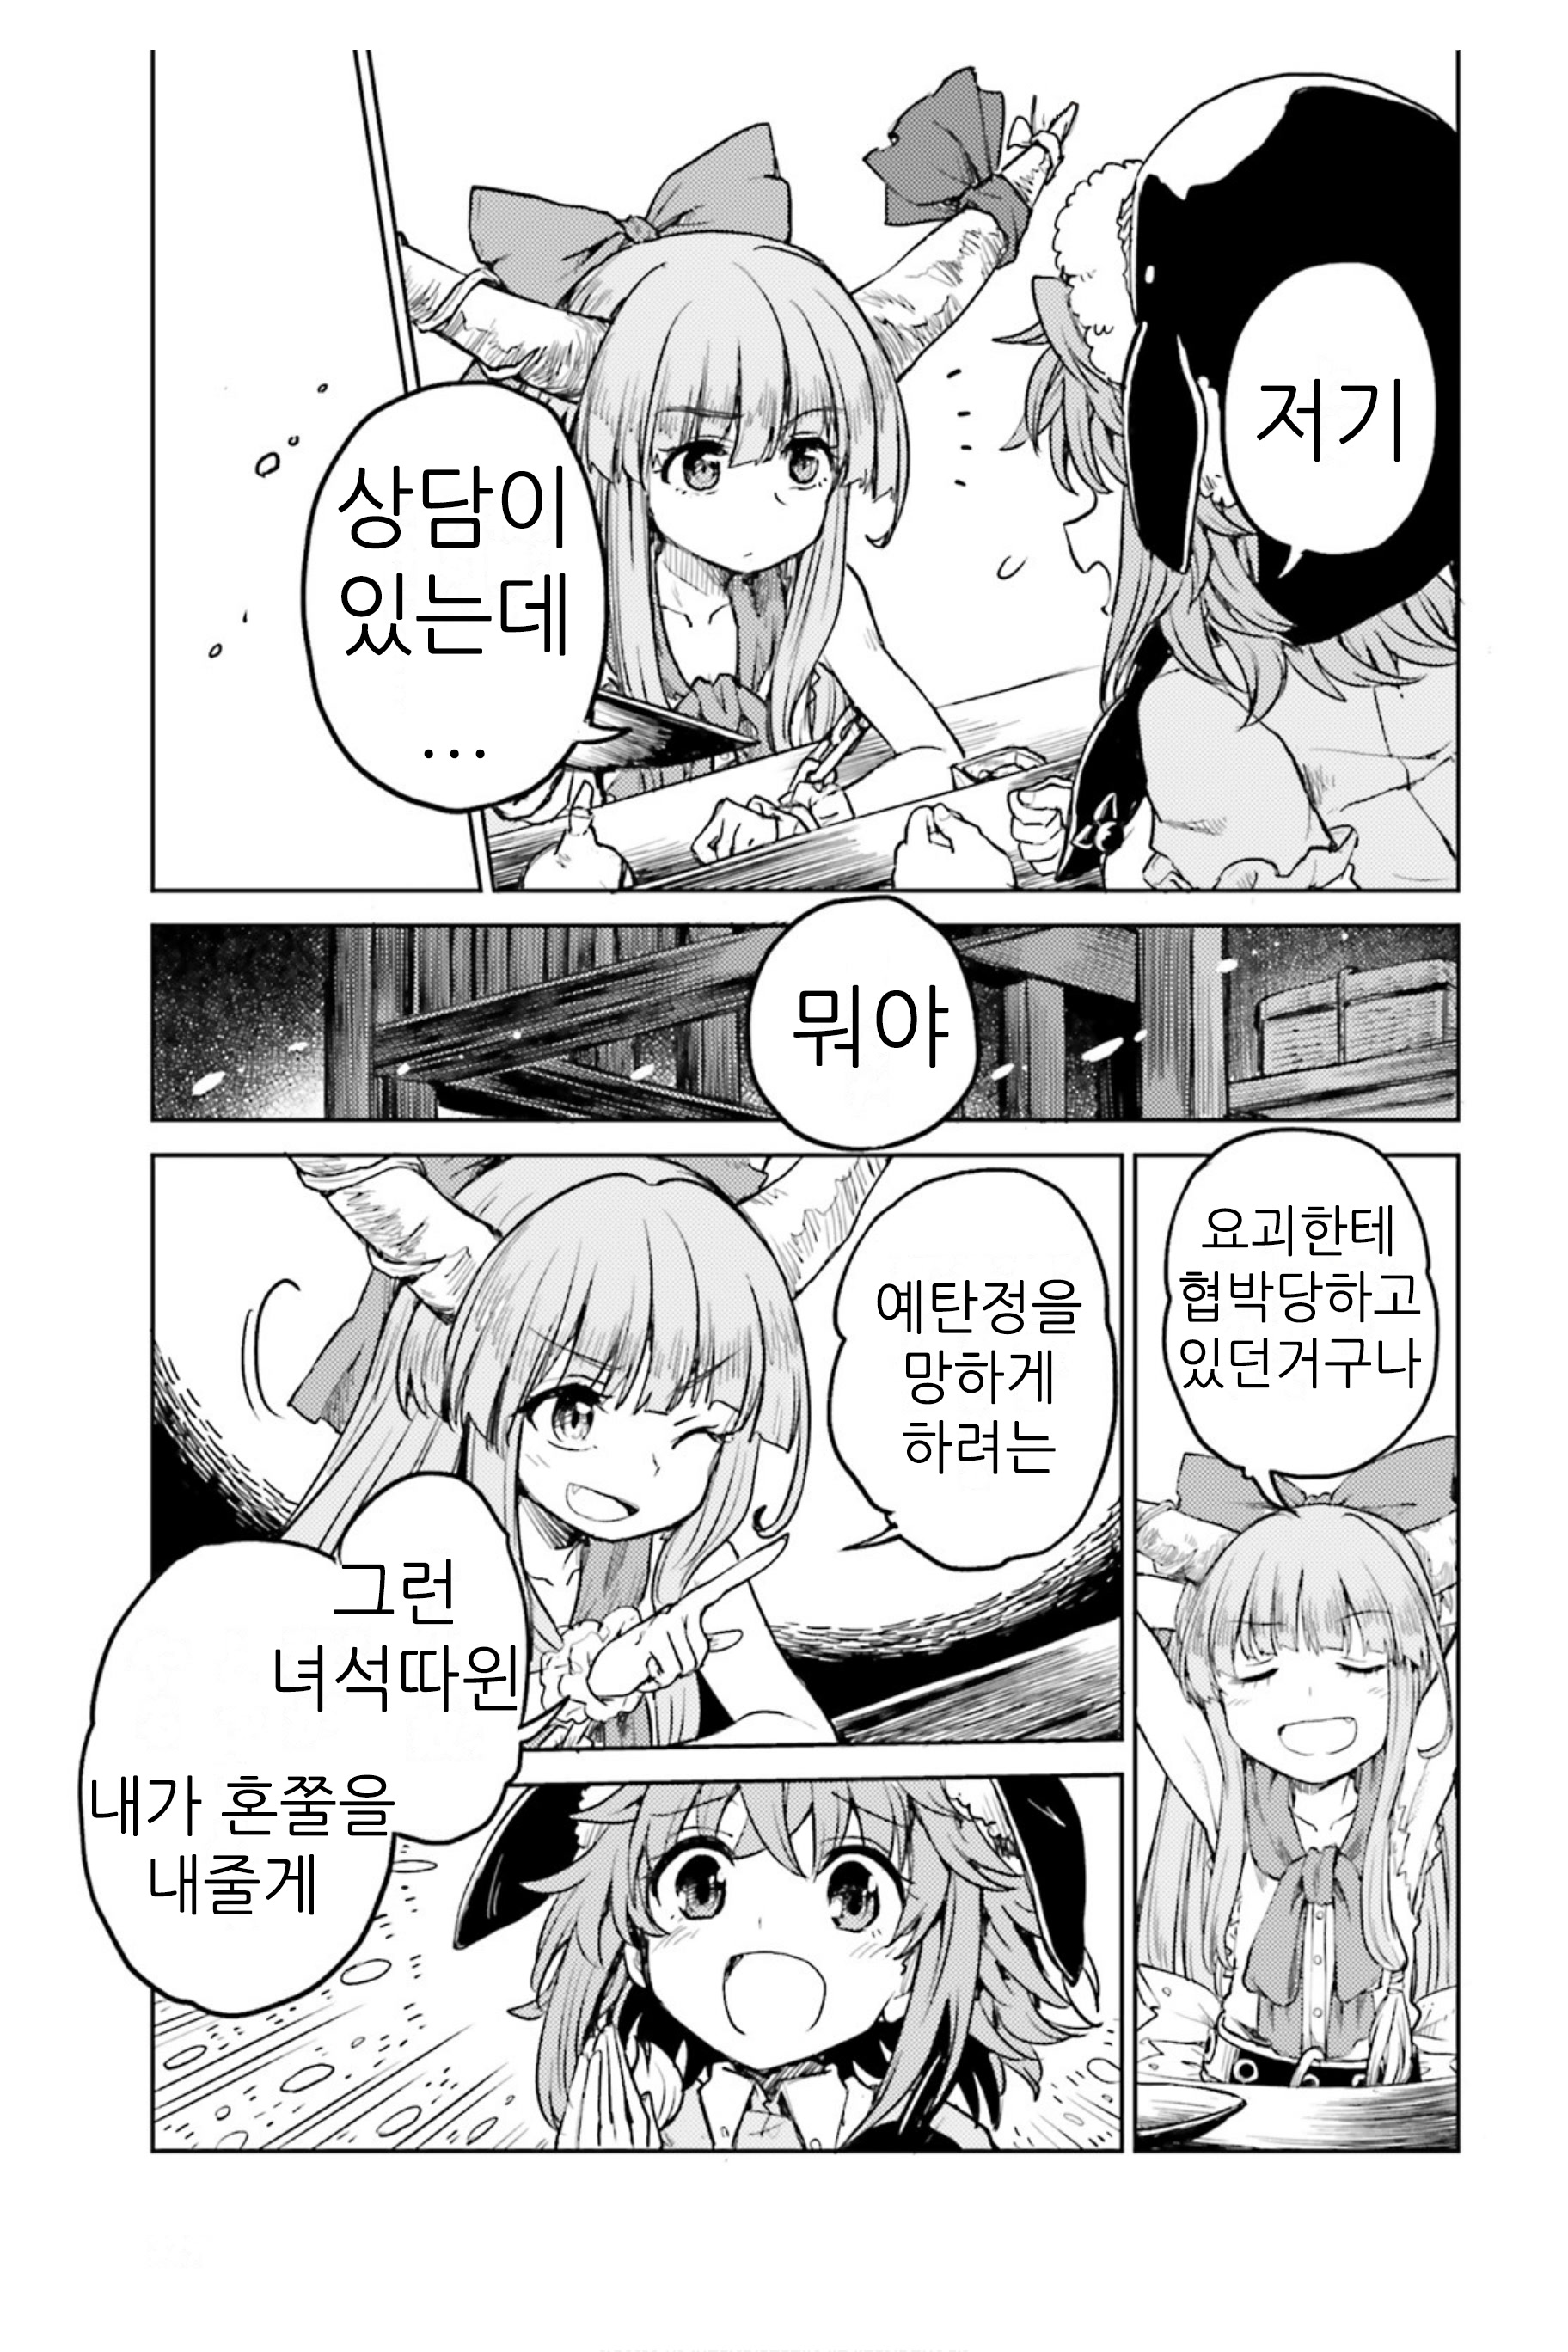 저기
상담이
있는데
...
뭐야
요괴한테
협박당하고
있던거구나
예탄정을
망하게
하려는
그런
녀석따윈
내가 혼쭐을
내줄게